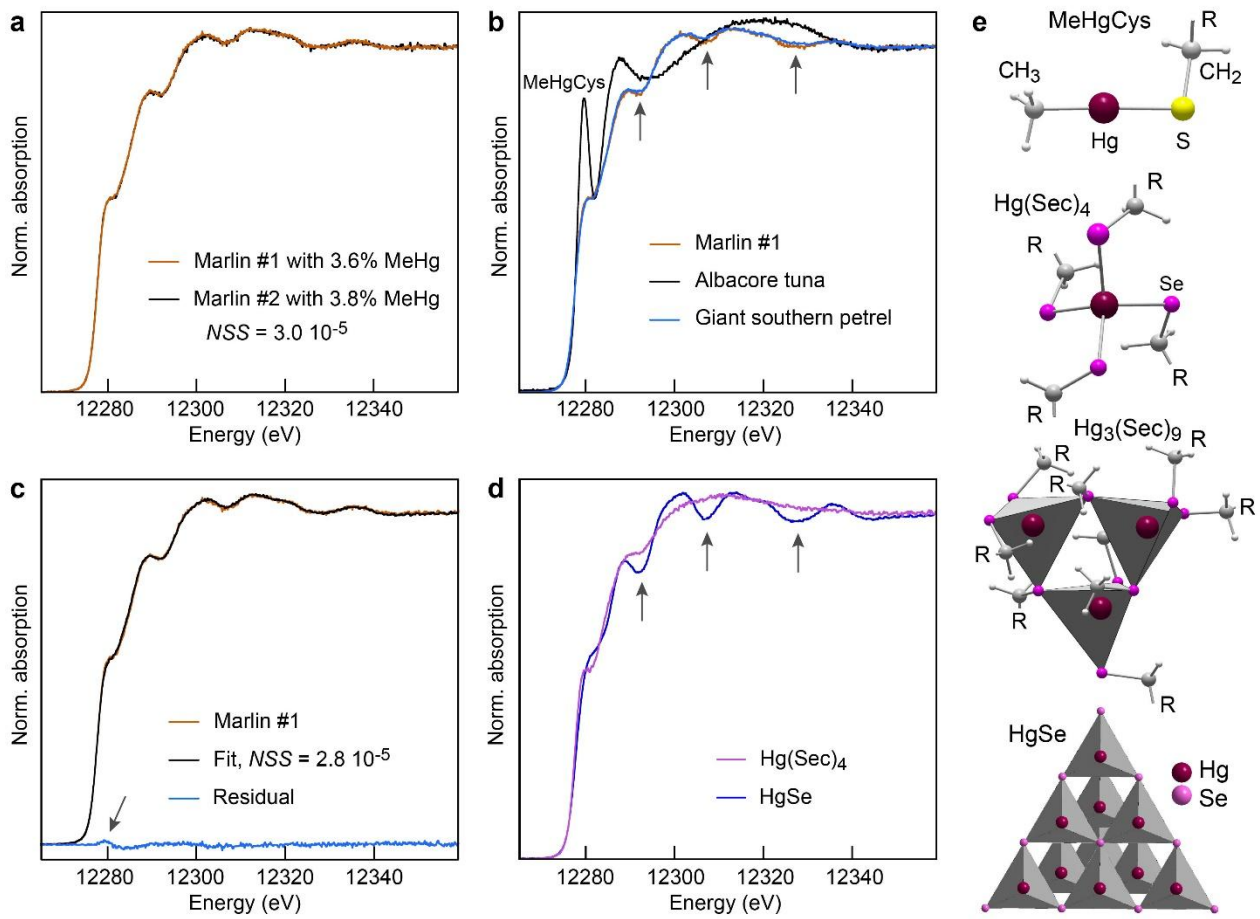 a
Norm. absorption
Marlin #1 with 3.6% MeHg
Marlin #2 with 3.8% MeHg
NSS = 3.0 10-5
12280 12300 12320 12340
Energy (eV)
b
Norm. absorption
MeHgCys
Marlin #1
Albacore tuna
Giant southern petrel
12280 12300 12320 12340
Energy (eV)
c
Norm. absorption
Marlin #1
Fit, NSS = 2.8 10-5
Residual
12280 12300 12320 12340
Energy (eV)
d
Norm. absorption
Hg(Sec)4
HgSe
12280 12300 12320 12340
Energy (eV)
e
MeHgCys
R
CH3
CH2
Hg
S
R
Hg(Sec)4
R
Se
R
R
Hg3(Sec)9
R
R
R
R
R
R
R
R
HgSe
Hg
Se